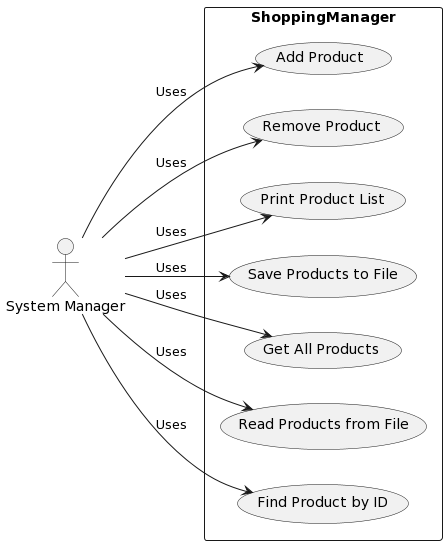 ShoppingManager
Add Product
Uses
Remove Product
Uses
Print Product List
Uses
Save Products to File
Uses
Get All Products
Uses
System Manager
Read Products from File
Uses
Find Product by ID
Uses